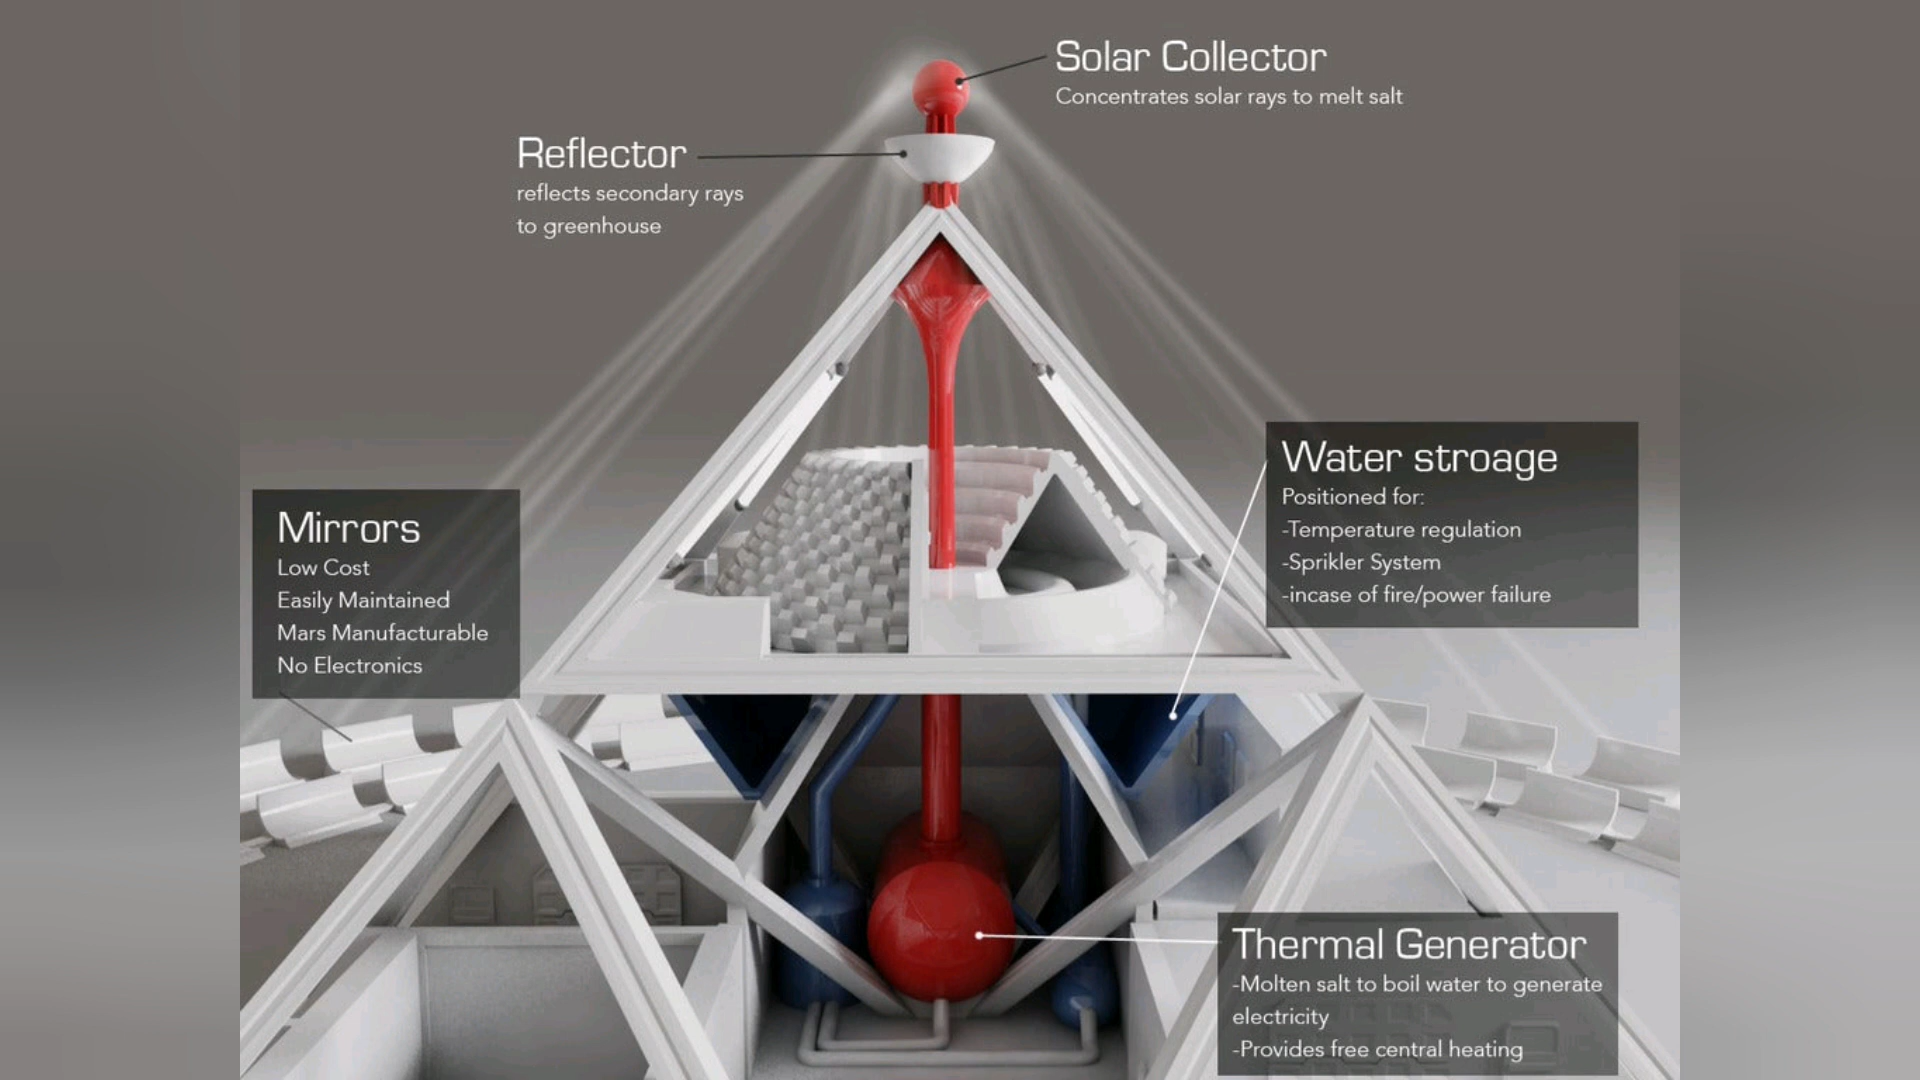 Solar Collector
Concentrates solar rays to melt salt
Reflector
reflects secondary rays
to greenhouse
Water stroage
Positioned for:
-Temperature regulation
-Sprikler System
-incase of fire/power failure
Mirrors
Low Cost
Easily Maintained
Mars Manufacturable
No Electronics
Thermal Generator
-Molten salt to boil water to generate
electricity
-Provides free central heating